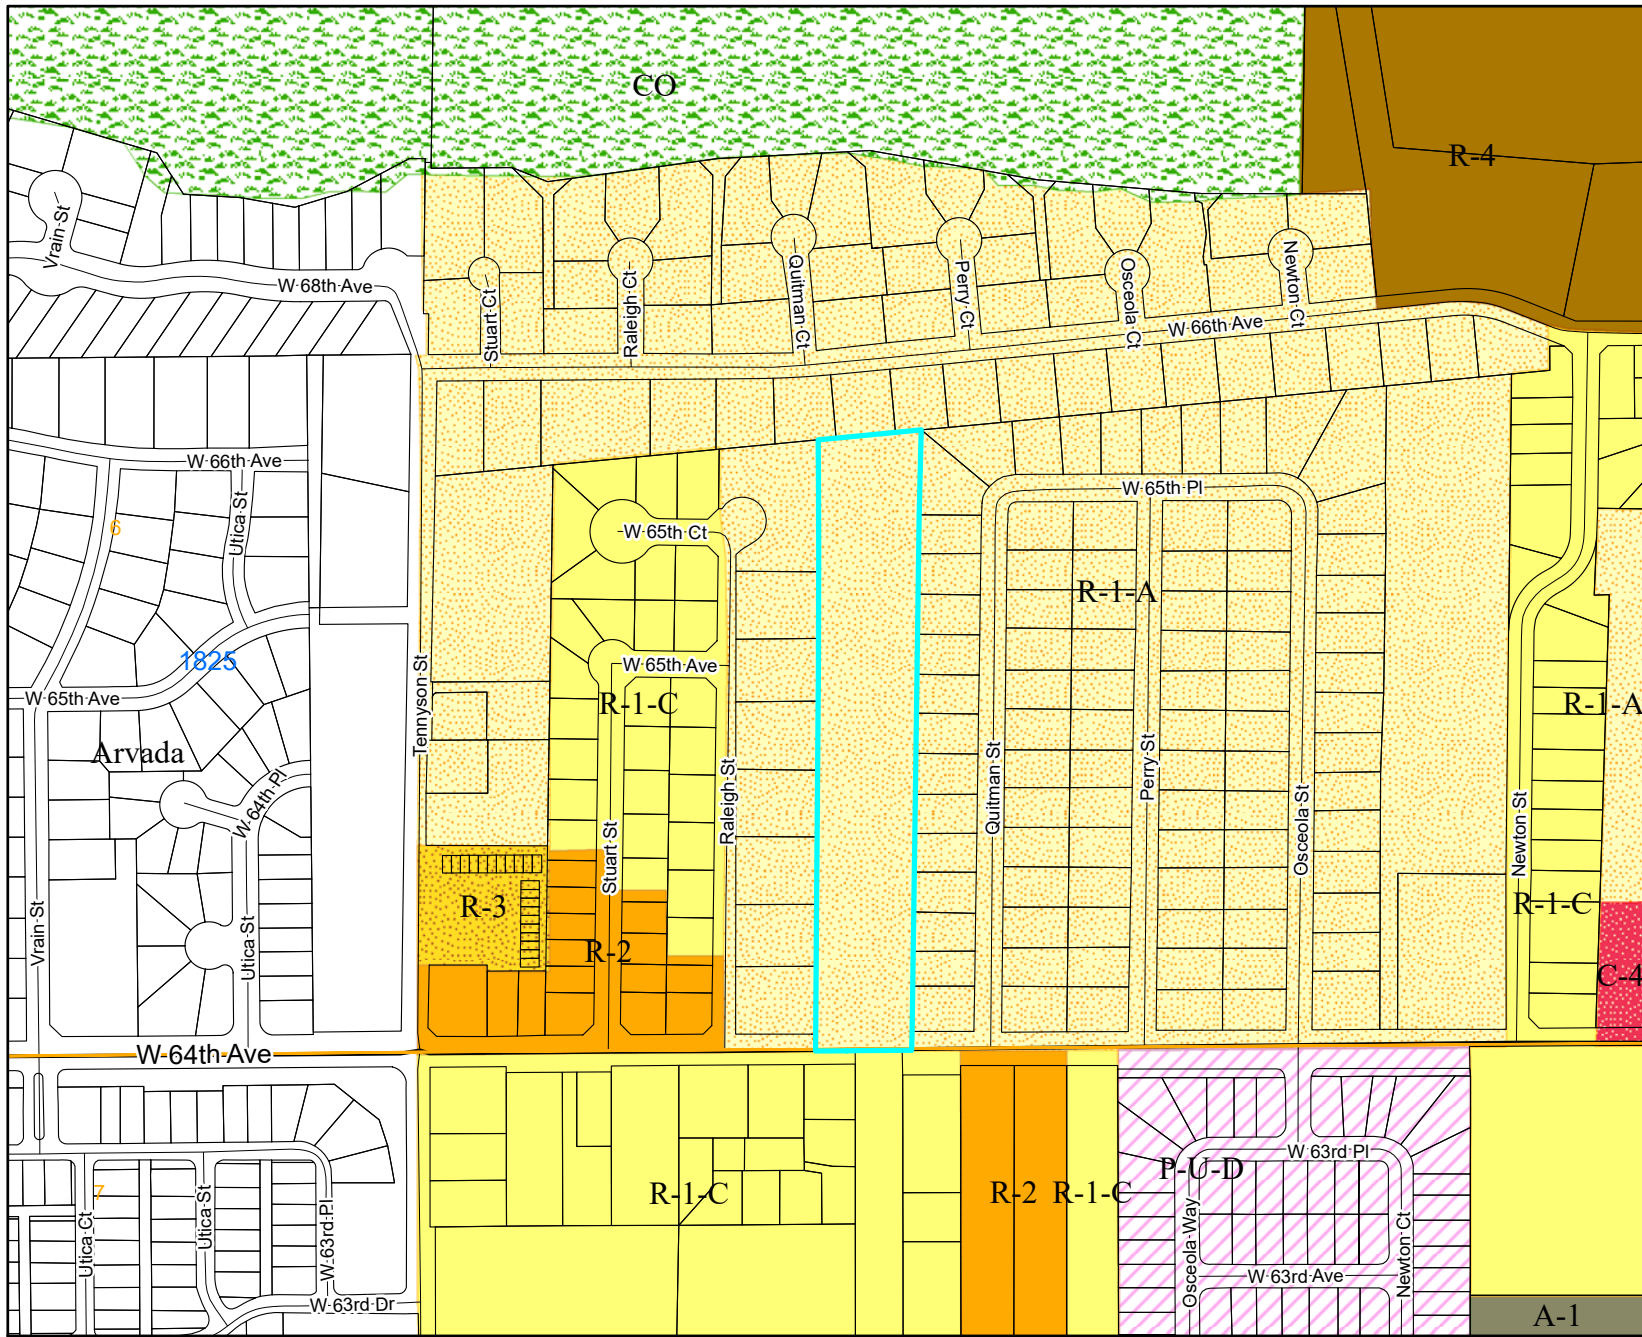 CO
R-4
Vrain St
W 68th Ave
Stuart Ct
Raleigh Ct
Quitman Ct
Perry Ct
Osceola Ct
Newton Ct
W 66th Ave
W 66th Ave
Utica St
6
W 65th Ct
W 65th Pl
R-1-A
1825
W 65th Ave
W 65th Ave
R-1-C
R-1-A
Arvada
Tennyson St
W 64th Pl
Raleigh St
Quitman St
Perry St
Osceola St
Newton St
Stuart St
R-3
R-2
R-1-C
C-4
Vrain St
Utica St
W 64th Ave
7
Utica Ct
Utica St
W 63rd Pl
W 63rd Dr
R-1-C
R-2
R-1-C
P-U-D
W 63rd Pl
Osceola Way
W 63rd Ave
Newton Ct
A-1